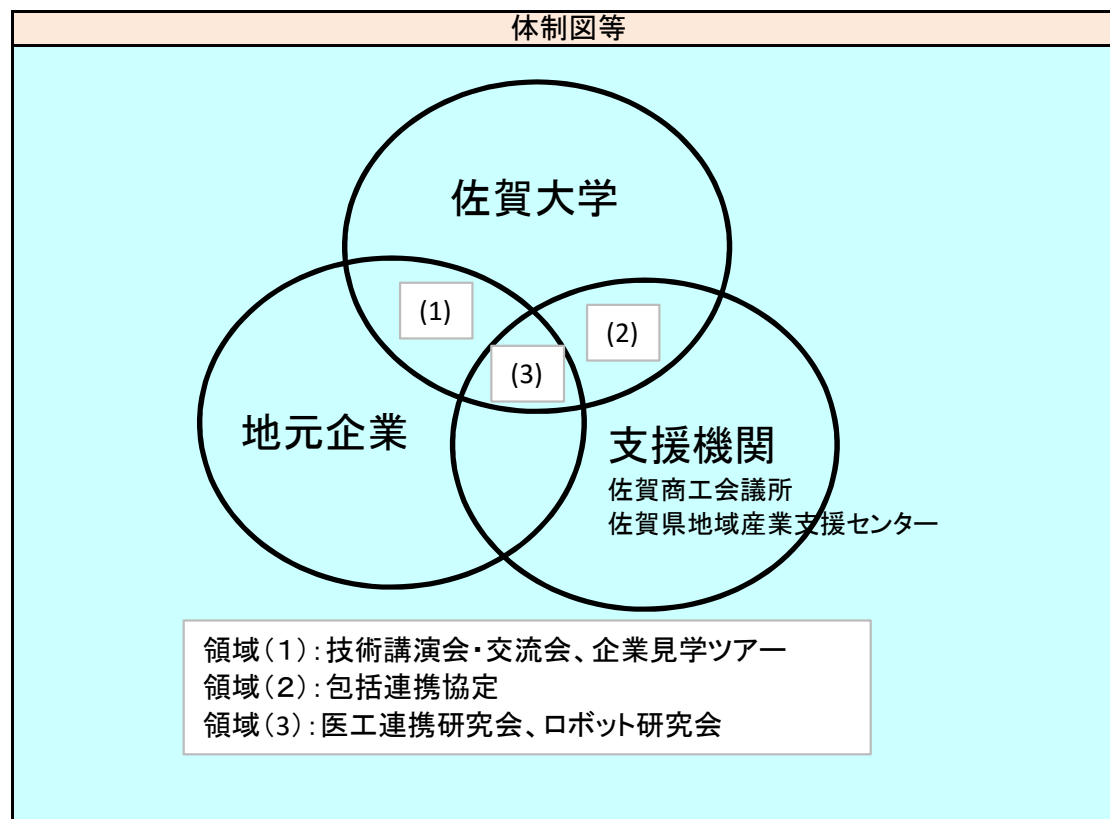 体制図等
佐賀大学
(1)
(2)
(3)
地元企業
支援機関
佐賀商工会議所
佐賀県地域産業支援センター
領域(1):技術講演会・交流会、企業見学ツアー
領域(2):包括連携協定
領域(3):医工連携研究会、ロボット研究会